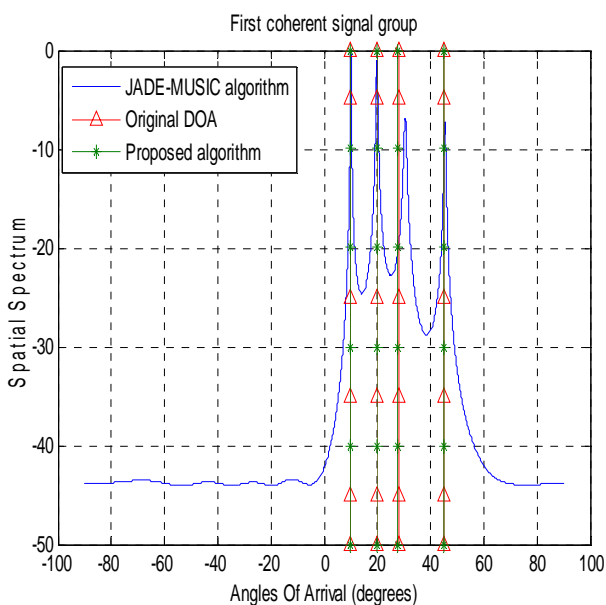 First coherent signal group
0
-10
-20
-30
-40
-50
Spatial Spectrum
JADE-MUSIC algorithm
Original DOA
Proposed algorithm
-100 -80 -60 -40 -20 0 20 40 60 80 100
Angles Of Arrival (degrees)